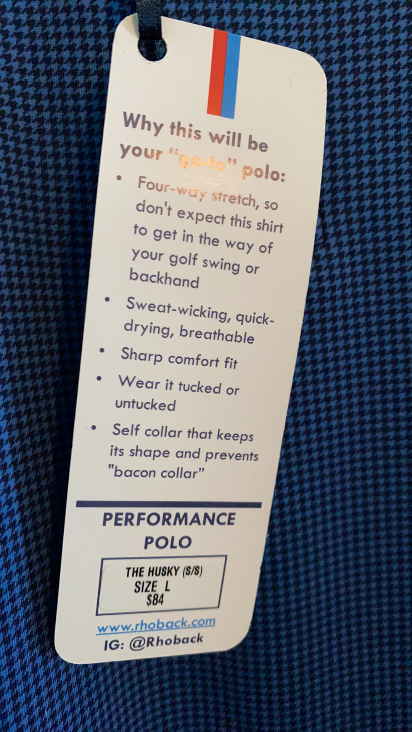 Why this will be
your "go-to" polo:
• Four-way stretch, so
don't expect this shirt
to get in the way of
your golf swing or
backhand
• Sweat-wicking, quick-
drying, breathable
• Sharp comfort fit
• Wear it tucked or
untucked
• Self collar that keeps
its shape and prevents
"bacon collar"
PERFORMANCE
POLO
THE HUSKY (S/S)
SIZE L
$84
www.rhoback.com
IG: @Rhoback